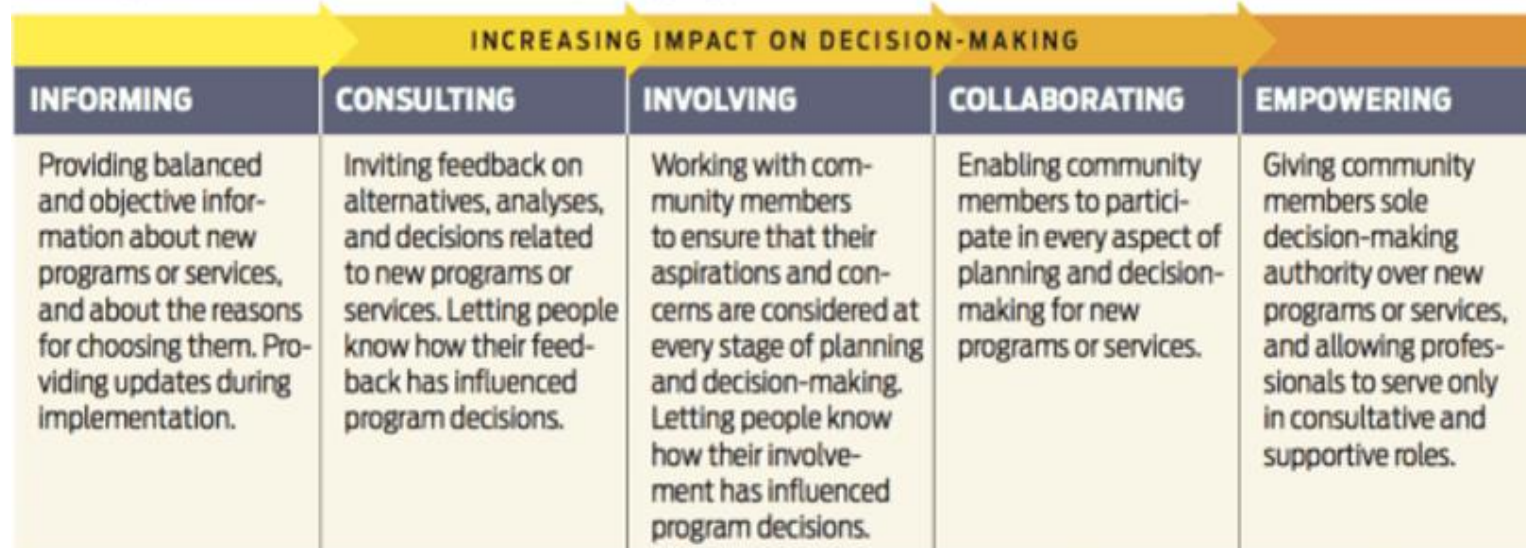 INCREASING IMPACT ON DECISION-MAKING
INFORMING
Providing balanced
and objective infor-
mation about new
programs or services,
and about the reasons
for choosing them. Pro-
viding updates during
implementation.
CONSULTING
Inviting feedback on
alternatives, analyses,
and decisions related
to new programs or
services. Letting people
know how their feed-
back has influenced
program decisions.
INVOLVING
Working with com-
munity members
to ensure that their
aspirations and con-
cerns are considered at
every stage of planning
and decision-making.
Letting people know
how their involve-
ment has influenced
program decisions.
COLLABORATING
Enabling community
members to partici-
pate in every aspect of
planning and decision-
making for new
programs or services.
EMPOWERING
Giving community
members sole
decision-making
authority over new
programs or services,
and allowing profes-
sionals to serve only
in consultative and
supportive roles.